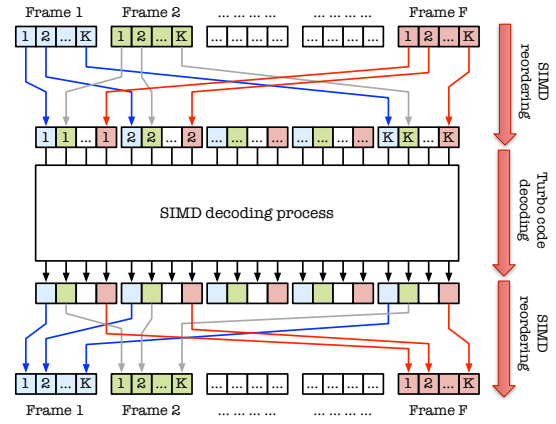 Frame 1 Frame 2 ... ... ... ... ... ... ... ... Frame F
1 2 ... K 1 2 ... K ... ... ... ... ... ... ... ... 1 2 ... K
SIMD reordering
1 1 ... 1 2 2 ... 2 ... ... ... ... ... ... ... ... K K ... K
SIMD decoding process
Turbo code decoding
SIMD reordering
1 2 ... K 1 2 ... K ... ... ... ... ... ... ... ... 1 2 ... K
Frame 1 Frame 2 ... ... ... ... ... ... ... ... Frame F